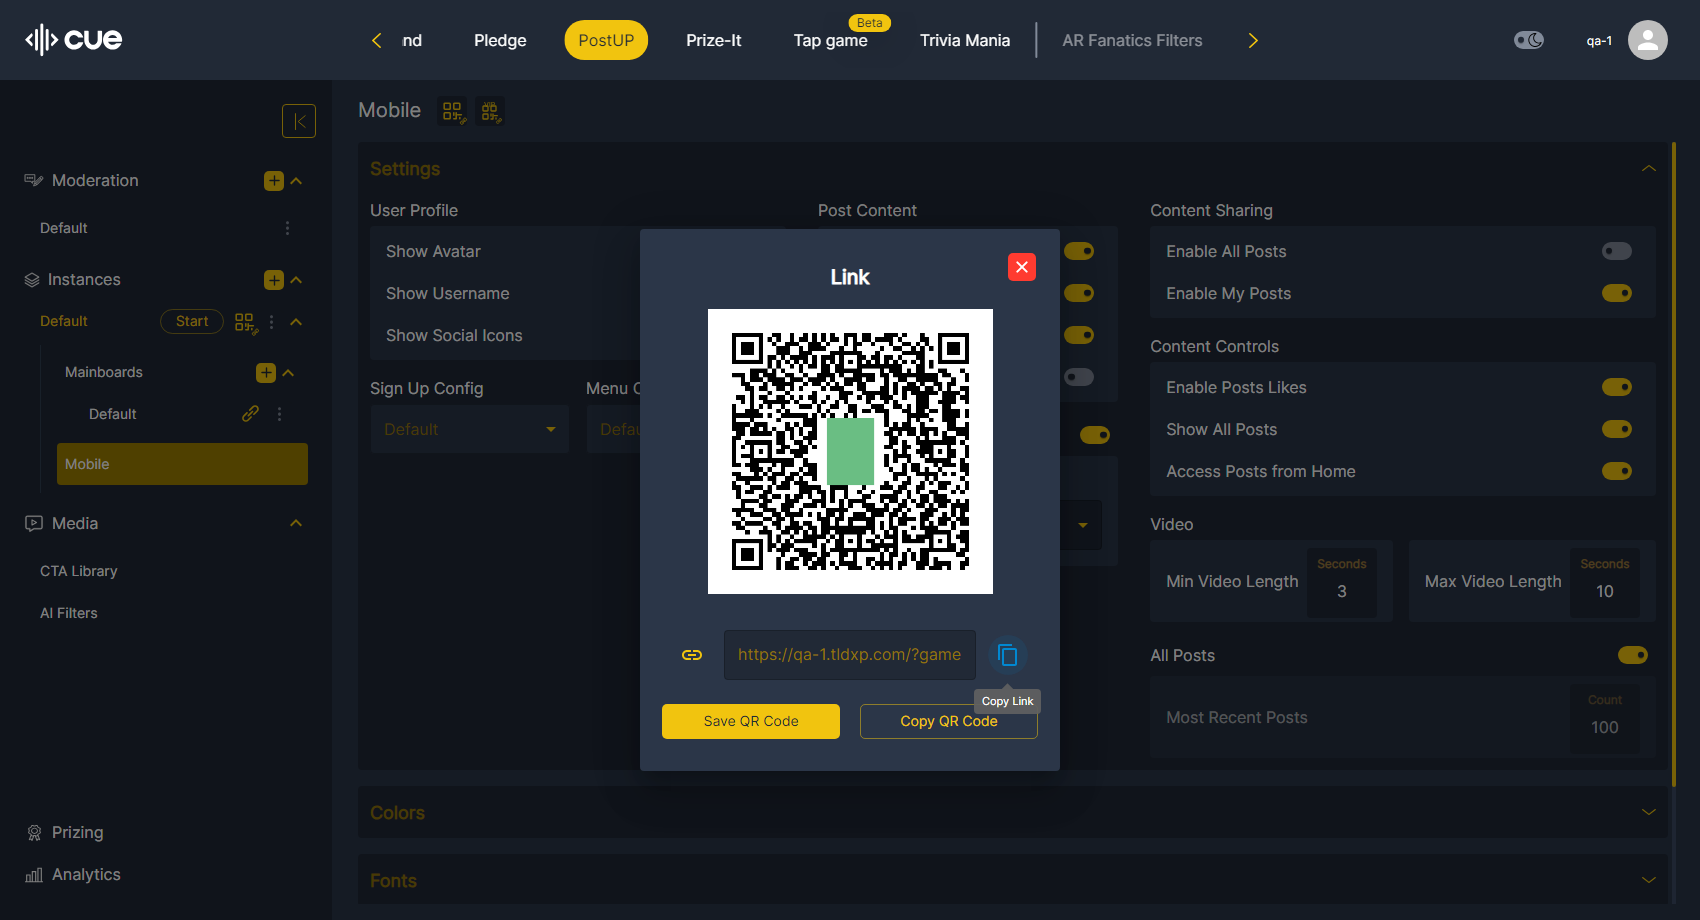 cue
nd
Pledge
PostUP
Prize-It
Beta
Tap game
Trivia Mania
AR Fanatics Filters
qa-1
Moderation
Default
Instances
Default
Start
Mainboards
Default
Mobile
Media
CTA Library
AI Filters
Prizing
Analytics
Mobile
Settings
User Profile
Show Avatar
Show Username
Show Social Icons
Sign Up Config
Default
Menu C
Defau
Post Content
Content Sharing
Enable All Posts
Enable My Posts
Content Controls
Enable Posts Likes
Show All Posts
Access Posts from Home
Video
Min Video Length
Seconds
3
Max Video Length
Seconds
10
All Posts
Most Recent Posts
Count
100
Colors
Fonts
Link
https://qa-1.tldxp.com/?game
Copy Link
Save QR Code
Copy QR Code